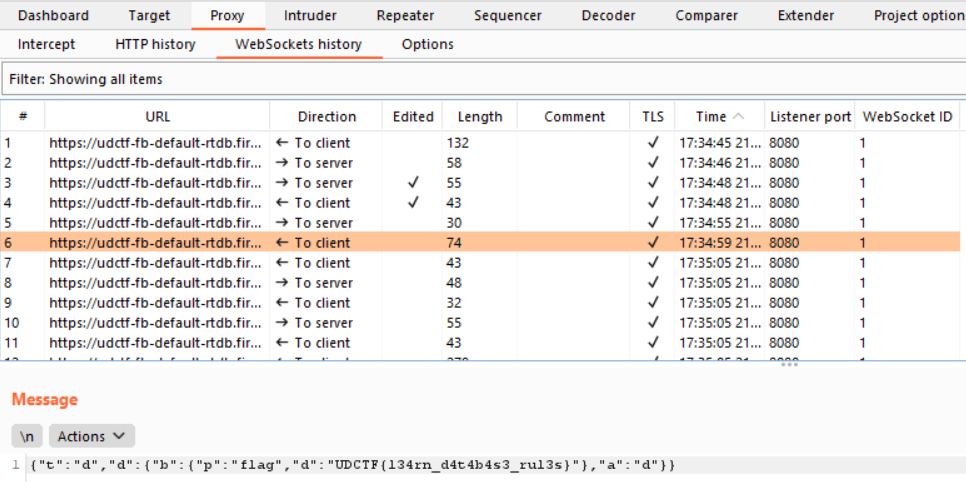 Dashboard Target Proxy Intruder Repeater Sequencer Decoder Comparer Extender Project option
Intercept HTTP history WebSockets history Options
Filter: Showing all items
# URL Direction Edited Length Comment TLS Time Listener port WebSocket ID
1 https://udctf-fb-default-rtdb.fir... ← To client 132 ✓ 17:34:45 21... 8080 1
2 https://udctf-fb-default-rtdb.fir... → To server 58 ✓ 17:34:46 21... 8080 1
3 https://udctf-fb-default-rtdb.fir... → To server ✓ 55 ✓ 17:34:48 21... 8080 1
4 https://udctf-fb-default-rtdb.fir... ← To client ✓ 43 ✓ 17:34:48 21... 8080 1
5 https://udctf-fb-default-rtdb.fir... → To server 30 ✓ 17:34:55 21... 8080 1
6 https://udctf-fb-default-rtdb.fir... ← To client 74 ✓ 17:34:59 21... 8080 1
7 https://udctf-fb-default-rtdb.fir... ← To client 43 ✓ 17:35:05 21... 8080 1
8 https://udctf-fb-default-rtdb.fir... → To server 48 ✓ 17:35:05 21... 8080 1
9 https://udctf-fb-default-rtdb.fir... ← To client 32 ✓ 17:35:05 21... 8080 1
10 https://udctf-fb-default-rtdb.fir... → To server 55 ✓ 17:35:05 21... 8080 1
11 https://udctf-fb-default-rtdb.fir... ← To client 43 ✓ 17:35:05 21... 8080 1
Message
\n Actions
1 {"t":"d","d":{"b":{"p":"flag","d":"UDCTF{l34rn_d4t4b4s3_rul3s}"},"a":"d"}}